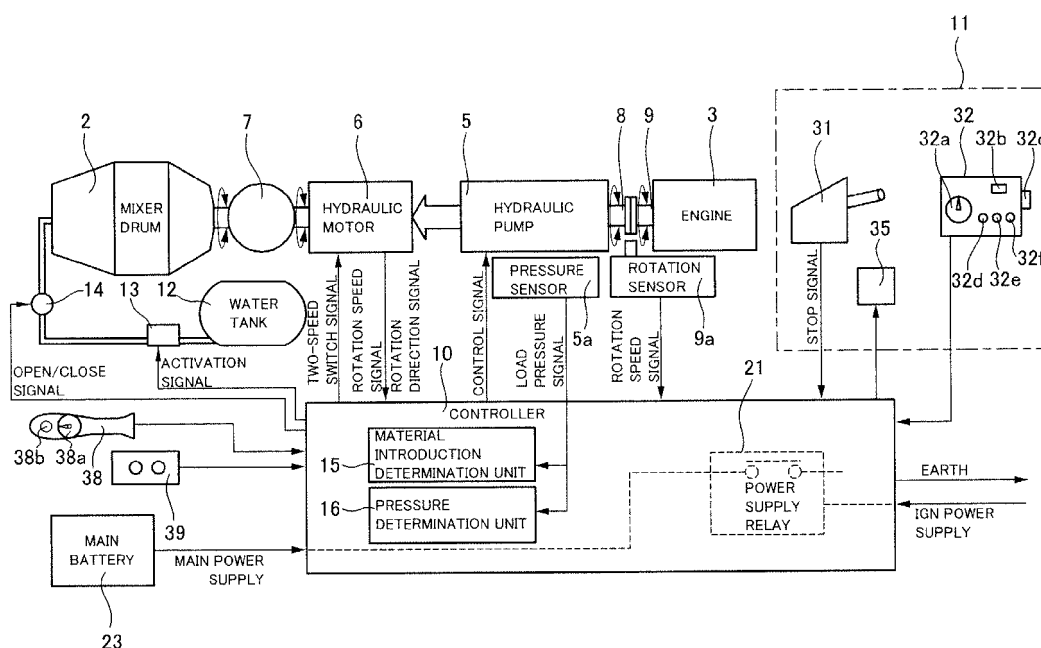 11
2
7
6
5
8
9
3
31
32
32a
32b
32c
MIXER
DRUM
HYDRAULIC
MOTOR
HYDRAULIC
PUMP
ENGINE
35
32d
32e
32f
14
13
12
WATER
TANK
PRESSURE
SENSOR
5a
ROTATION
SENSOR
9a
OPEN/CLOSE
SIGNAL
ACTIVATION
SIGNAL
TWO-SPEED
SWITCH SIGNAL
ROTATION SPEED
SIGNAL
ROTATION
DIRECTION SIGNAL
CONTROL SIGNAL
LOAD
PRESSURE
SIGNAL
ROTATION
SPEED
SIGNAL
STOP SIGNAL
10
CONTROLLER
21
38b
38a
38
39
15
MATERIAL
INTRODUCTION
DETERMINATION UNIT
16
PRESSURE
DETERMINATION UNIT
POWER
SUPPLY
RELAY
EARTH
IGN POWER
SUPPLY
MAIN
BATTERY
MAIN POWER
SUPPLY
23